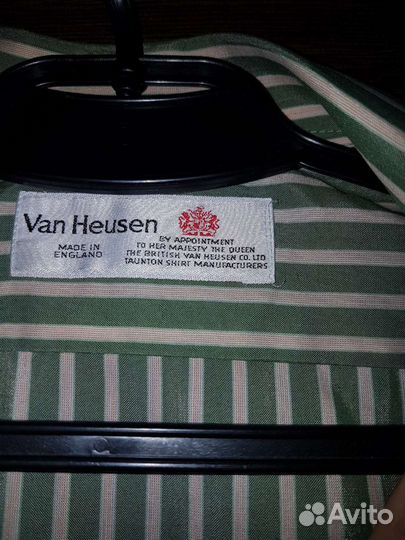 Van Heusen
MADE IN
ENGLAND
BY APPOINTMENT
TO HER MAJESTY THE QUEEN
THE BRITISH VAN HEUSEN CO. LTD
TAUNTON SHIRT MANUFACTURERS
Avito